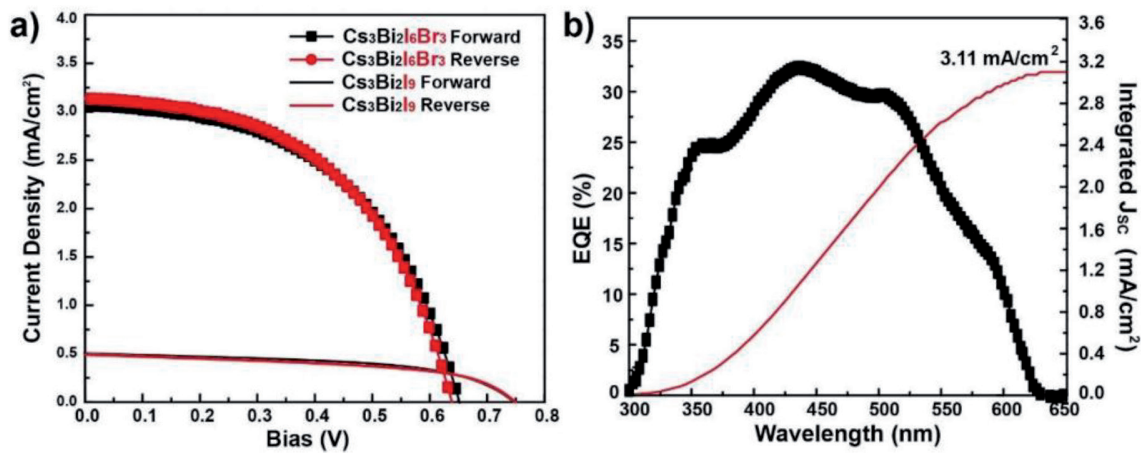 a)
Current Density (mA/cm²)
4.0
3.5
3.0
2.5
2.0
1.5
1.0
0.5
0.0
Cs₃Bi₂I₆Br₃ Forward
Cs₃Bi₂I₆Br₃ Reverse
Cs₃Bi₂I₉ Forward
Cs₃Bi₂I₉ Reverse
0.0 0.1 0.2 0.3 0.4 0.5 0.6 0.7 0.8
Bias (V)
b)
EQE (%)
35
30
25
20
15
10
5
0
3.11 mA/cm²
3.6
3.2
2.8
2.4
2.0
1.6
1.2
0.8
0.4
0.0
Integrated JSC (mA/cm²)
300 350 400 450 500 550 600 650
Wavelength (nm)